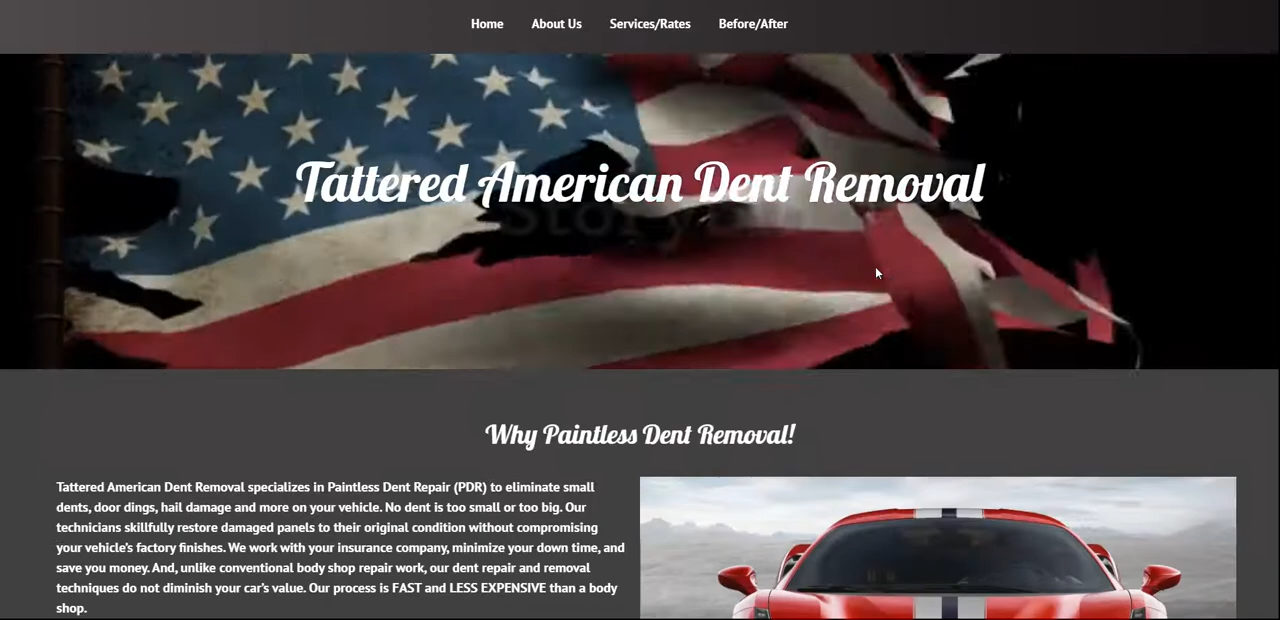 Home About Us Services/Rates Before/After
Tattered American Dent Removal
Why Paintless Dent Removal!
Tattered American Dent Removal specializes in Paintless Dent Repair (PDR) to eliminate small
dents, door dings, hail damage and more on your vehicle. No dent is too small or too big. Our
technicians skillfully restore damaged panels to their original condition without compromising
your vehicle's factory finishes. We work with your insurance company, minimize your down time, and
save you money. And, unlike conventional body shop repair work, our dent repair and removal
techniques do not diminish your car's value. Our process is FAST and LESS EXPENSIVE than a body
shop.